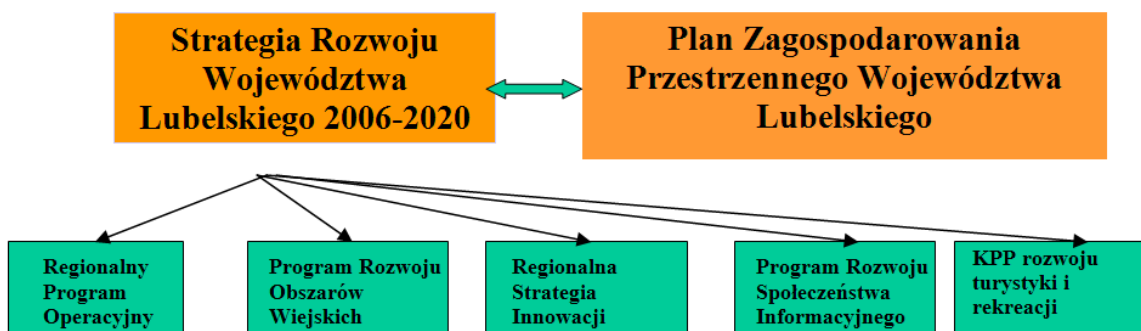 Strategia Rozwoju
Województwa
Lubelskiego 2006-2020
Plan Zagospodarowania
Przestrzennego Województwa
Lubelskiego
Regionalny
Program
Operacyjny
Program Rozwoju
Obszarów
Wiejskich
Regionalna
Strategia
Innowacji
Program Rozwoju
Społeczeństwa
Informacyjnego
KPP rozwoju
turystyki i
rekreacji